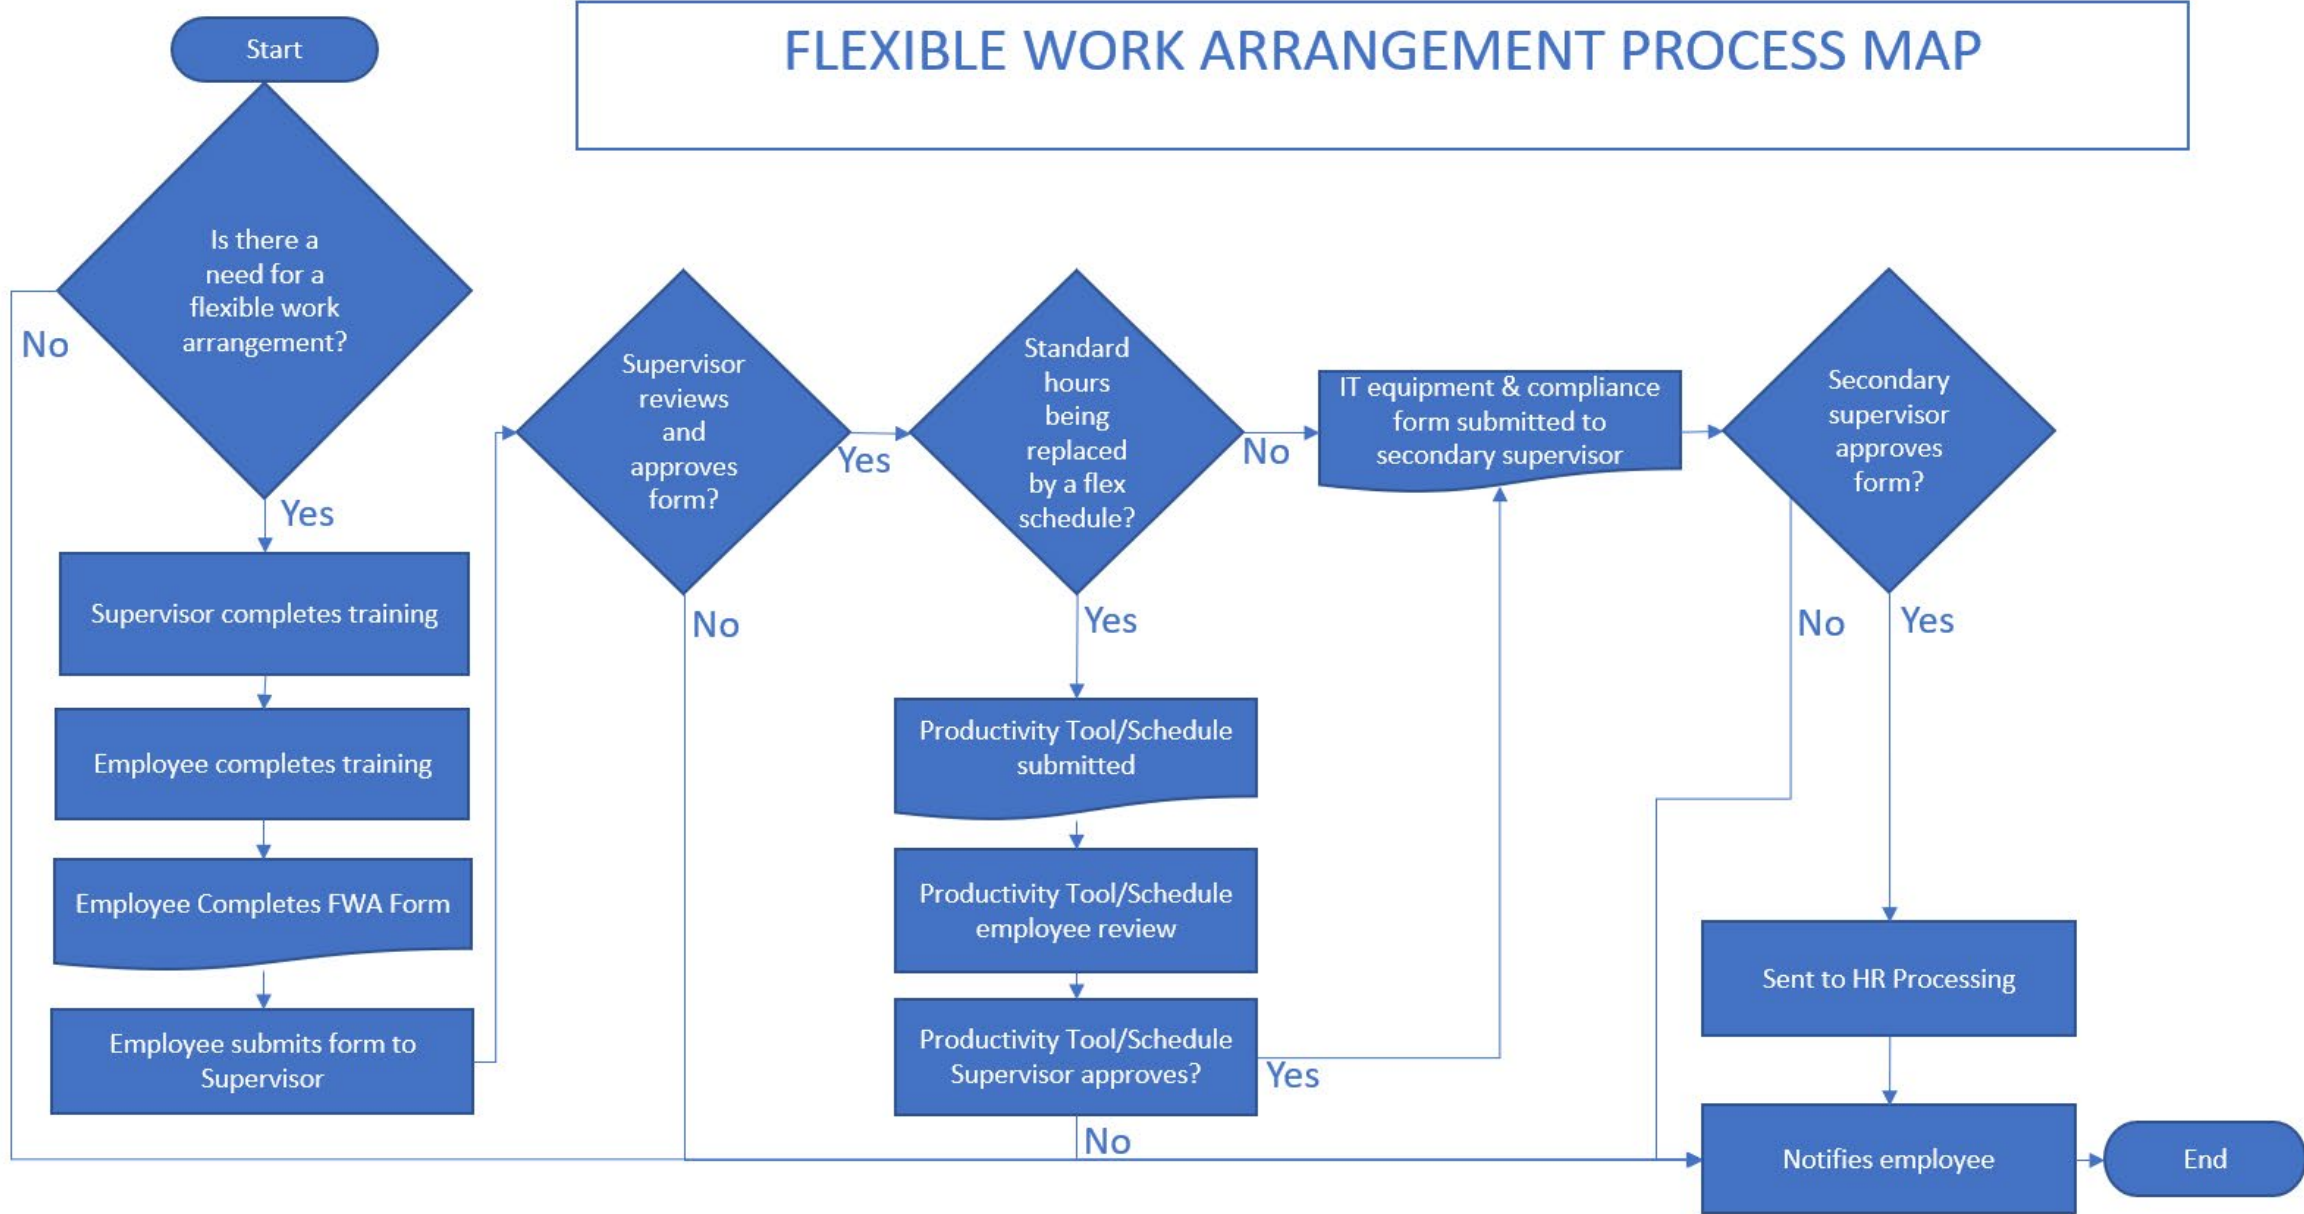 FLEXIBLE WORK ARRANGEMENT PROCESS MAP
Start
Is there a
need for a
flexible work
arrangement?
No
Yes
Supervisor completes training
Employee completes training
Employee Completes FWA Form
Employee submits form to
Supervisor
Supervisor
reviews
and
approves
form?
Yes
No
Standard
hours
being
replaced
by a flex
schedule?
No
Yes
Productivity Tool/Schedule
submitted
Productivity Tool/Schedule
employee review
Productivity Tool/Schedule
Supervisor approves?
Yes
No
IT equipment & compliance
form submitted to
secondary supervisor
Secondary
supervisor
approves
form?
No
Yes
Sent to HR Processing
Notifies employee
End